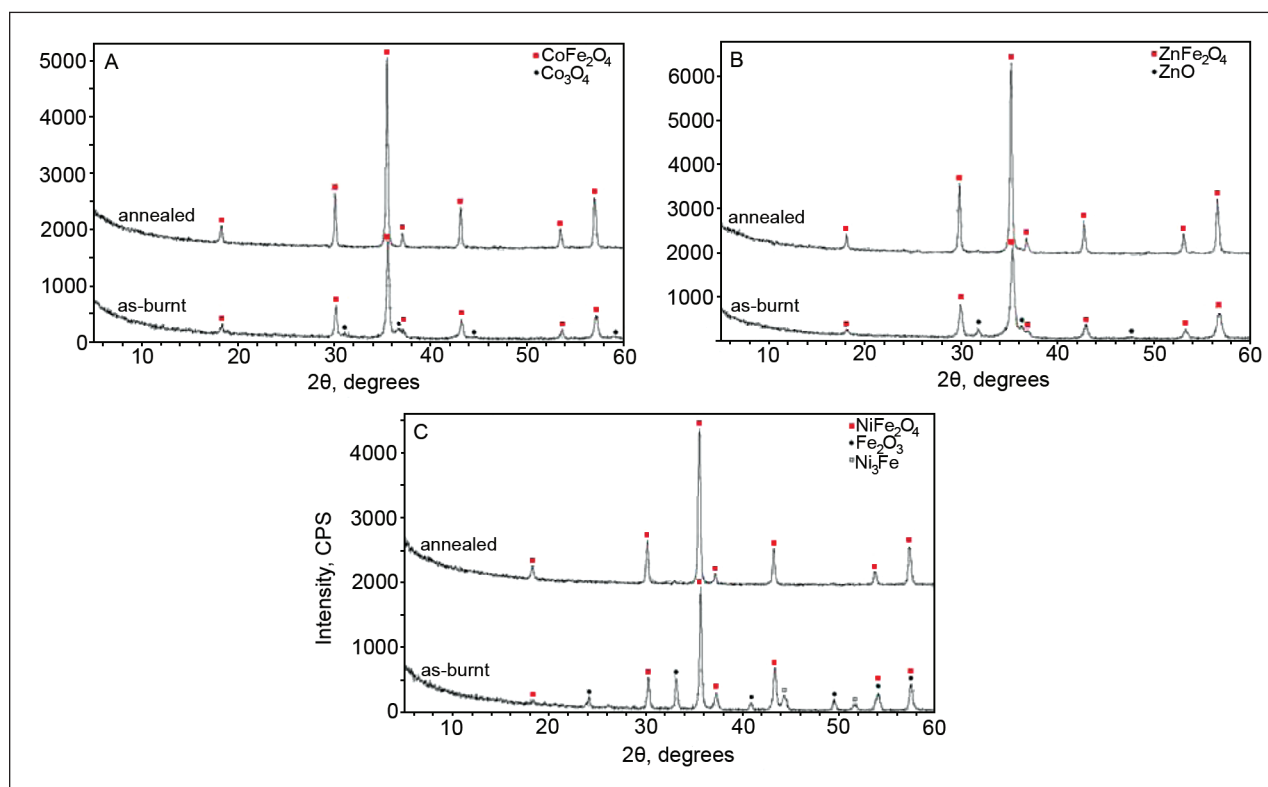 A
CoFe₂O₄
Co₃O₄
5000
4000
3000
2000
1000
0
annealed
as-burnt
10 20 30 40 50 60
2θ, degrees
B
ZnFe₂O₄
ZnO
6000
5000
4000
3000
2000
1000
annealed
as-burnt
10 20 30 40 50 60
2θ, degrees
C
NiFe₂O₄
Fe₂O₃
Ni₃Fe
Intensity, CPS
4000
3000
2000
1000
0
annealed
as-burnt
10 20 30 40 50 60
2θ, degrees